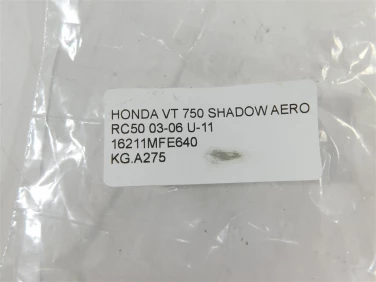 HONDA VT 750 SHADOW AERO
RC50 03-06 U-11
16211MFE640
KG.A275